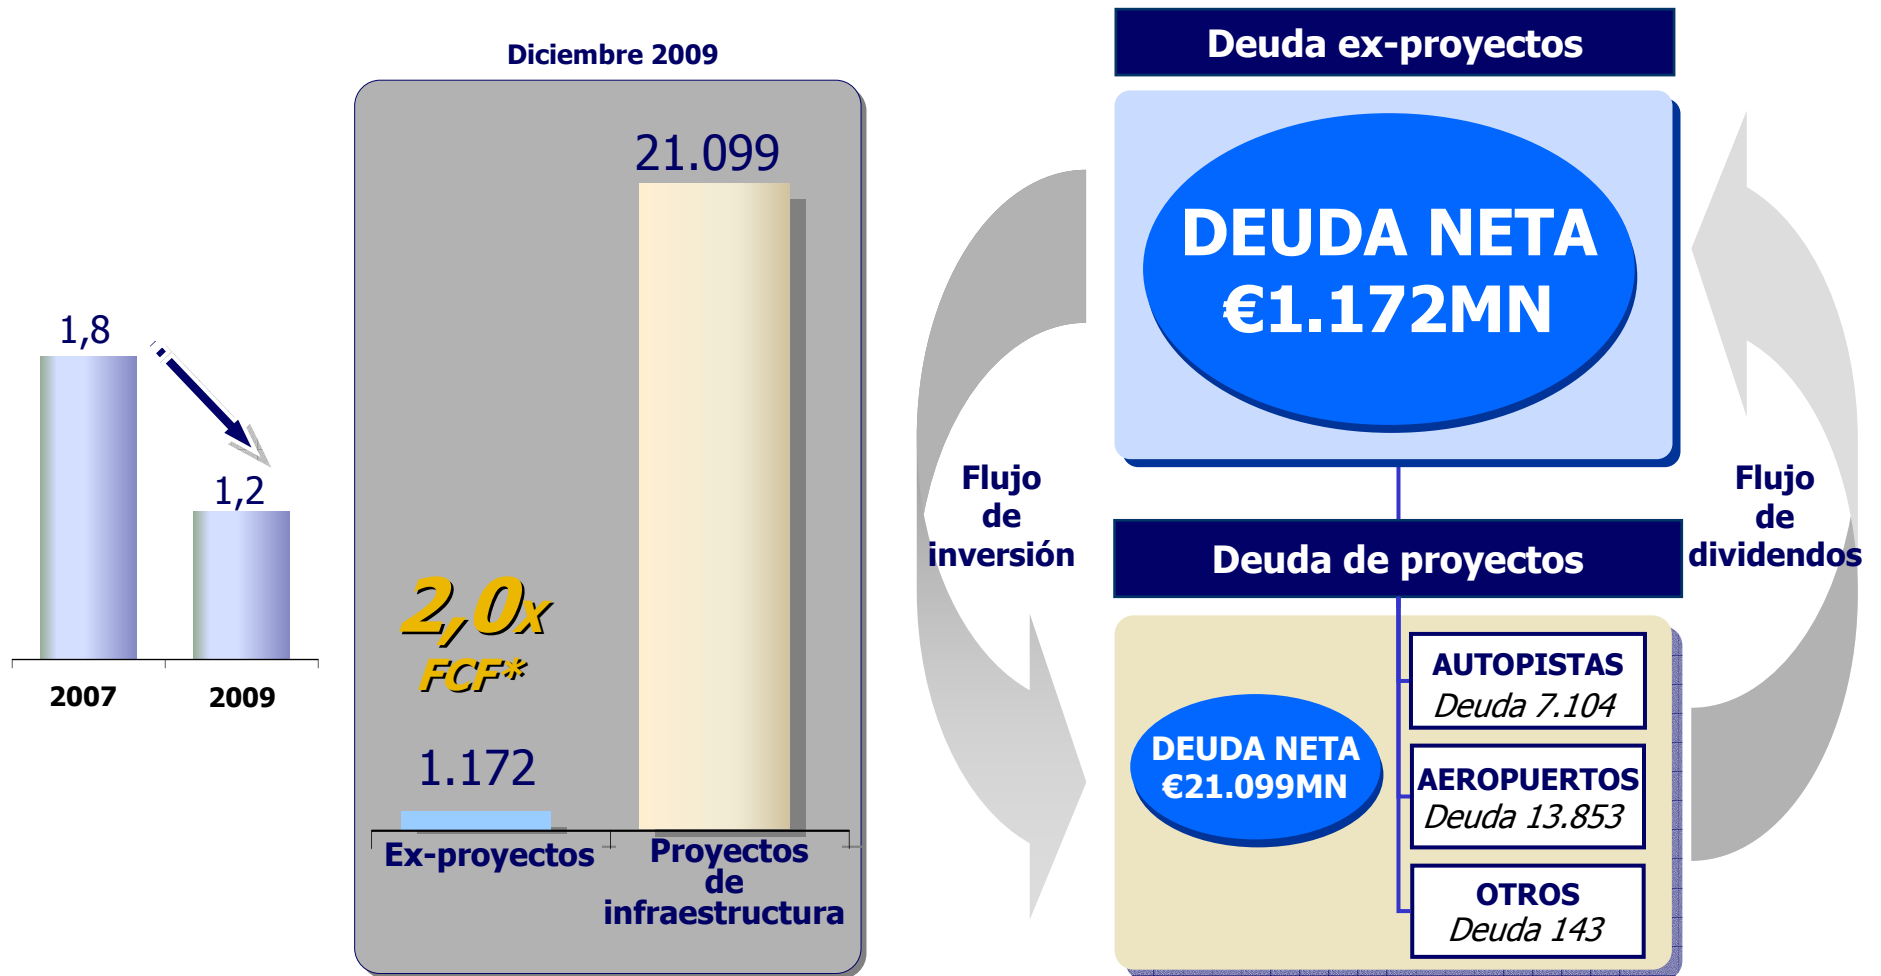 Diciembre 2009
1,8
1,2
2007
2009
21.099
2,0x
FCF*
1.172
Ex-proyectos
Proyectos
de
infraestructura
Flujo
de
inversión
Deuda ex-proyectos
DEUDA NETA
€1.172MN
Deuda de proyectos
DEUDA NETA
€21.099MN
AUTOPISTAS
Deuda 7.104
AEROPUERTOS
Deuda 13.853
OTROS
Deuda 143
Flujo
de
dividendos